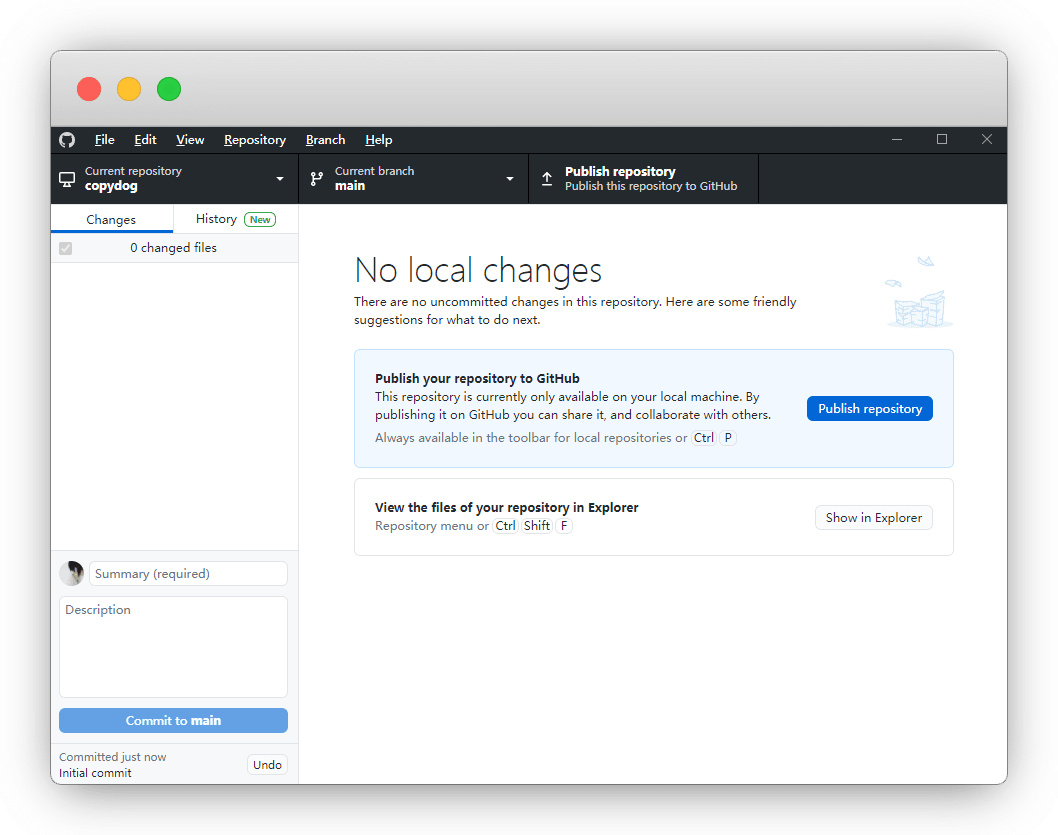 File Edit View Repository Branch Help
Current repository
copydog
Current branch
main
Publish repository
Publish this repository to GitHub
Changes
History New
0 changed files
No local changes
There are no uncommitted changes in this repository. Here are some friendly
suggestions for what to do next.
Publish your repository to GitHub
This repository is currently only available on your local machine. By
publishing it on GitHub you can share it, and collaborate with others.
Always available in the toolbar for local repositories or Ctrl P
Publish repository
View the files of your repository in Explorer
Repository menu or Ctrl Shift F
Show in Explorer
Summary (required)
Description
Commit to main
Committed just now
Initial commit
Undo